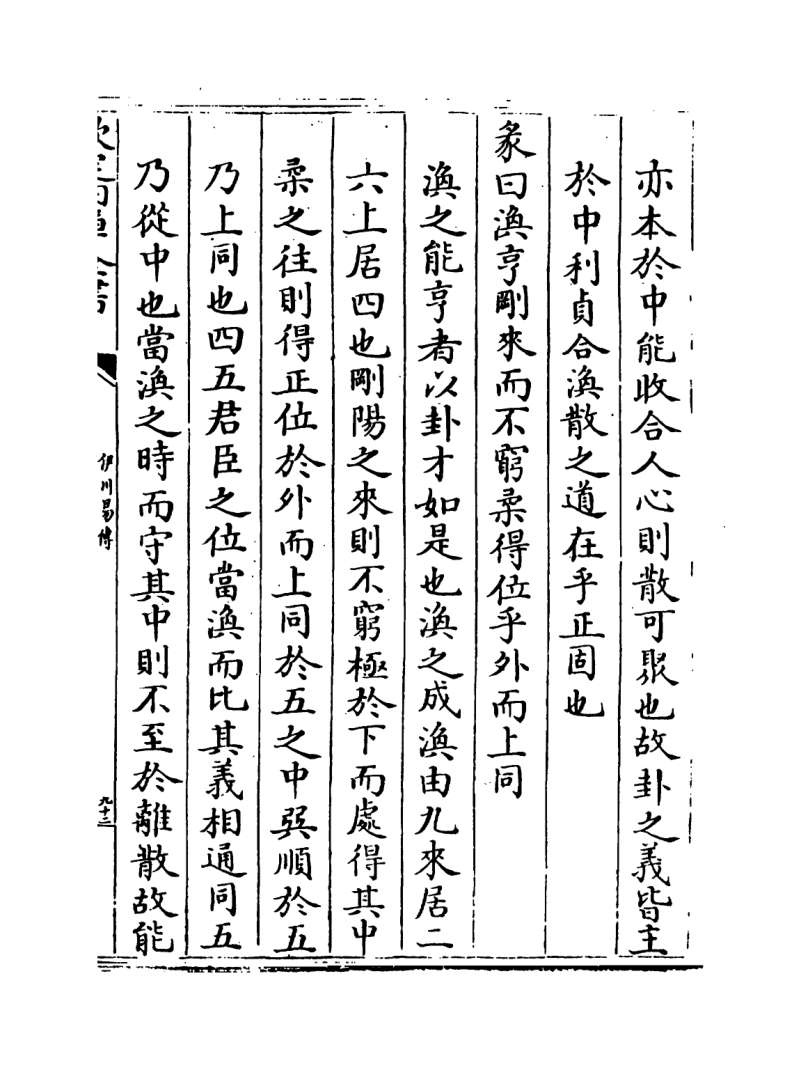 亦本於中能收合人心則散可聚也故卦之義皆主
於中利貞合渙散之道在乎正固也
彖曰渙亨剛來而不窮柔得位乎外而上同
渙之能亨者以卦才如是也渙之成渙由九來居二
六上居四也剛陽之來則不窮極於下而處得其中
柔之往則得正位於外而上同於五之中巽順於五
乃上同也四五君臣之位當渙而比其義相通同五
乃從中也當渙之時而守其中則不至於離散故能
伊川易傳